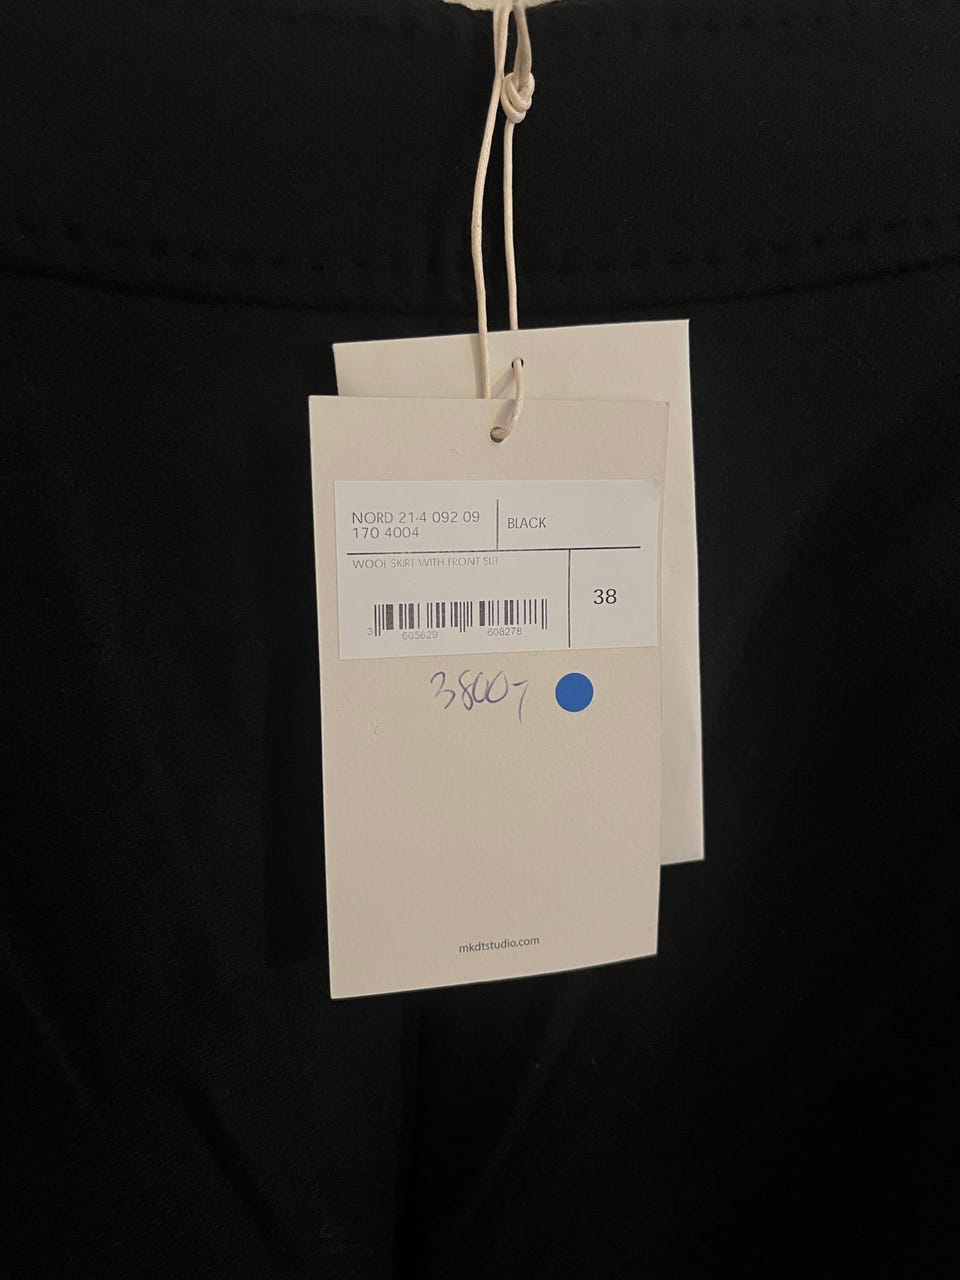 NORD 21-4 092 09
170 4004
BLACK
WOOL SKIRT WITH FRONT SLIT
38
3 605629 608278
3800,-
mkdtstudio.com